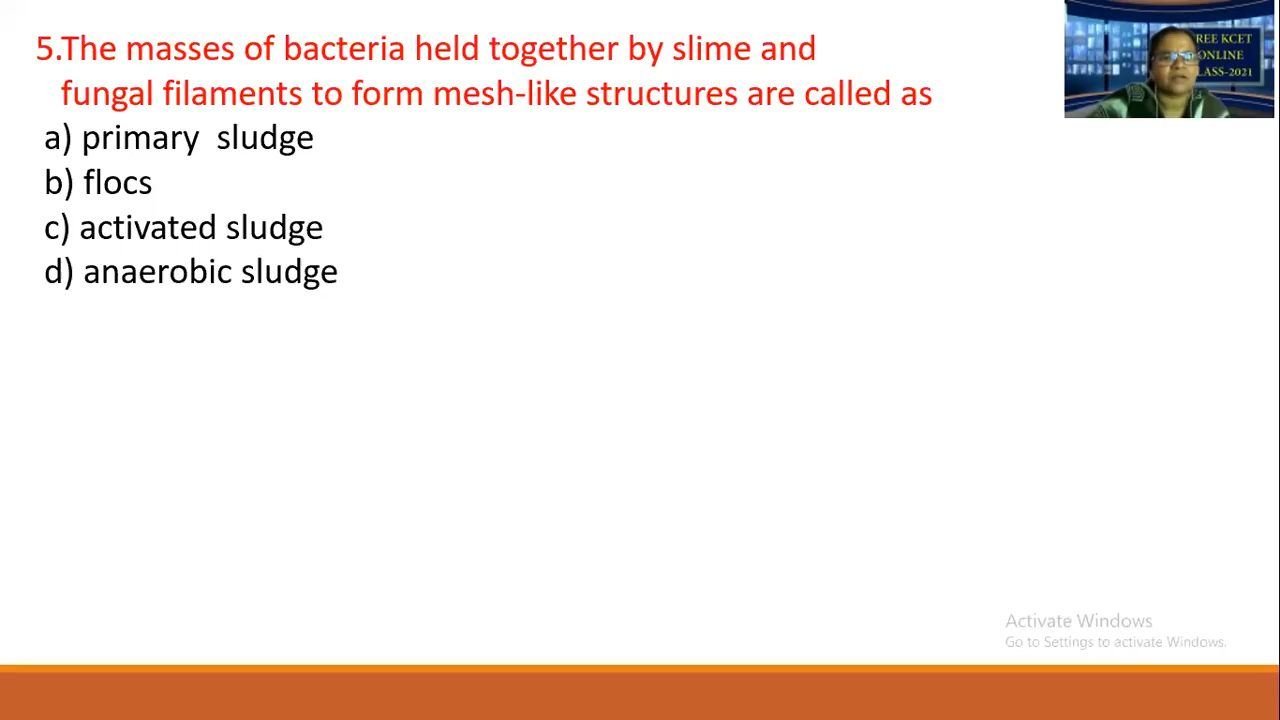 5.The masses of bacteria held together by slime and
fungal filaments to form mesh-like structures are called as
a) primary sludge
b) flocs
c) activated sludge
d) anaerobic sludge
REE KCET
ONLINE
LASS-2021
Activate Windows
Go to Settings to activate Windows.